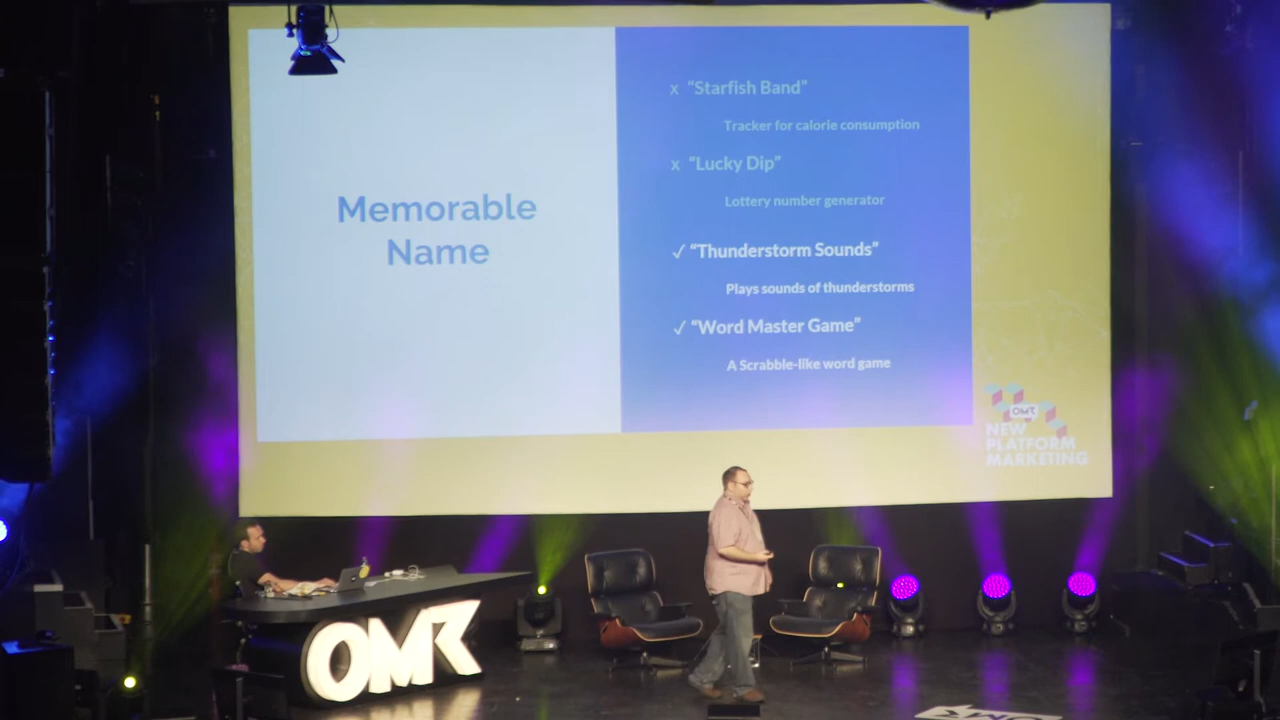 Memorable
Name
x "Starfish Band"
Tracker for calorie consumption
x "Lucky Dip"
Lottery number generator
✓ "Thunderstorm Sounds"
Plays sounds of thunderstorms
✓ "Word Master Game"
A Scrabble-like word game
OMR
NEW
PLATFORM
MARKETING
OMR
OMR